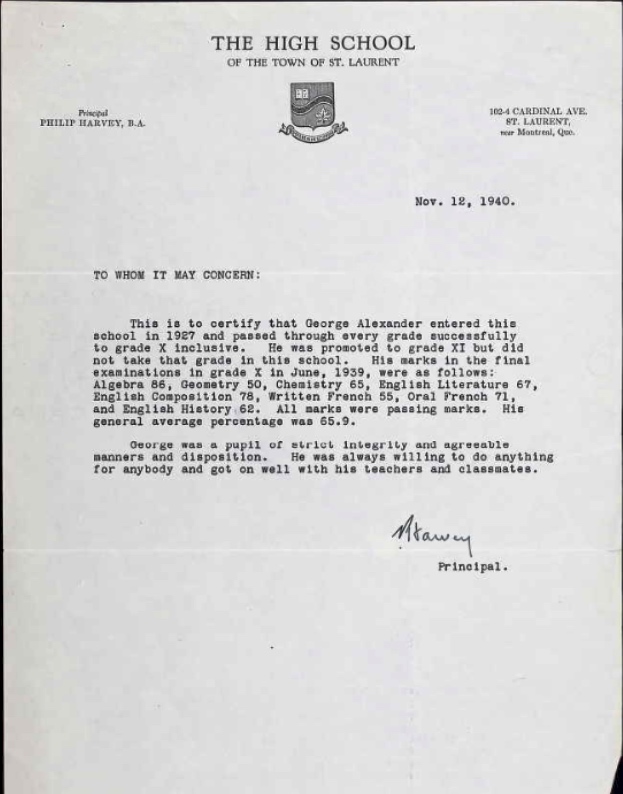 THE HIGH SCHOOL
OF THE TOWN OF ST. LAURENT
Principal
PHILIP HARVEY, B.A.
102-4 CARDINAL AVE.
ST. LAURENT,
near Montreal, Que.
Nov. 12, 1940.
TO WHOM IT MAY CONCERN:
This is to certify that George Alexander entered this
school in 1927 and passed through every grade successfully
to grade X inclusive. He was promoted to grade XI but did
not take that grade in this school. His marks in the final
examinations in grade X in June, 1939, were as follows:
Algebra 86, Geometry 50, Chemistry 65, English Literature 67,
English Composition 78, Written French 55, Oral French 71,
and English History 62. All marks were passing marks. His
general average percentage was 65.9.
George was a pupil of strict integrity and agreeable
manners and disposition. He was always willing to do anything
for anybody and got on well with his teachers and classmates.
PHarvey
Principal.